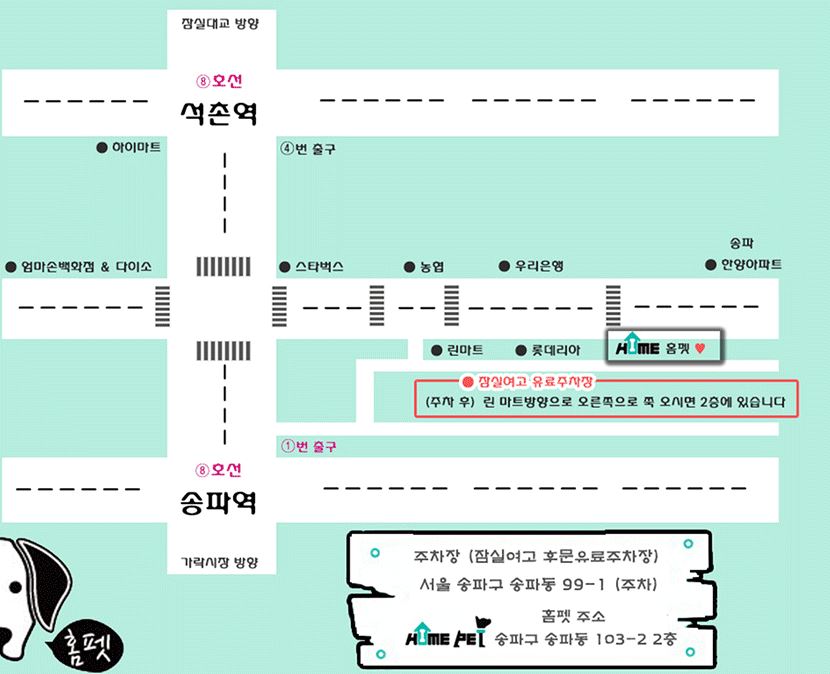 잠실대교 방향
⑧호선
석촌역
아이마트
④번 출구
엄마손백화점 & 다이소
스타벅스
농협
우리은행
송파
한양아파트
린마트
롯데리아
HOME 홈펫
잠실여고 유료주차장
(주차 후) 린 마트방향으로 오른쪽으로 쭉 오시면 2층에 있습니다
①번 출구
⑧호선
송파역
가락시장 방향
주차장 (잠실여고 후문유료주차장)
서울 송파구 송파동 99-1 (주차)
홈펫 주소
HOME PET 송파구 송파동 103-2 2층
홈펫